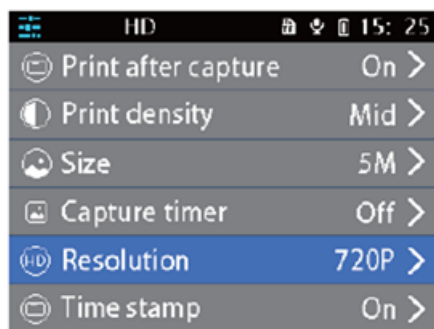 HD 15: 25
Print after capture On
Print density Mid
Size 5M
Capture timer Off
HD Resolution 720P
Time stamp On